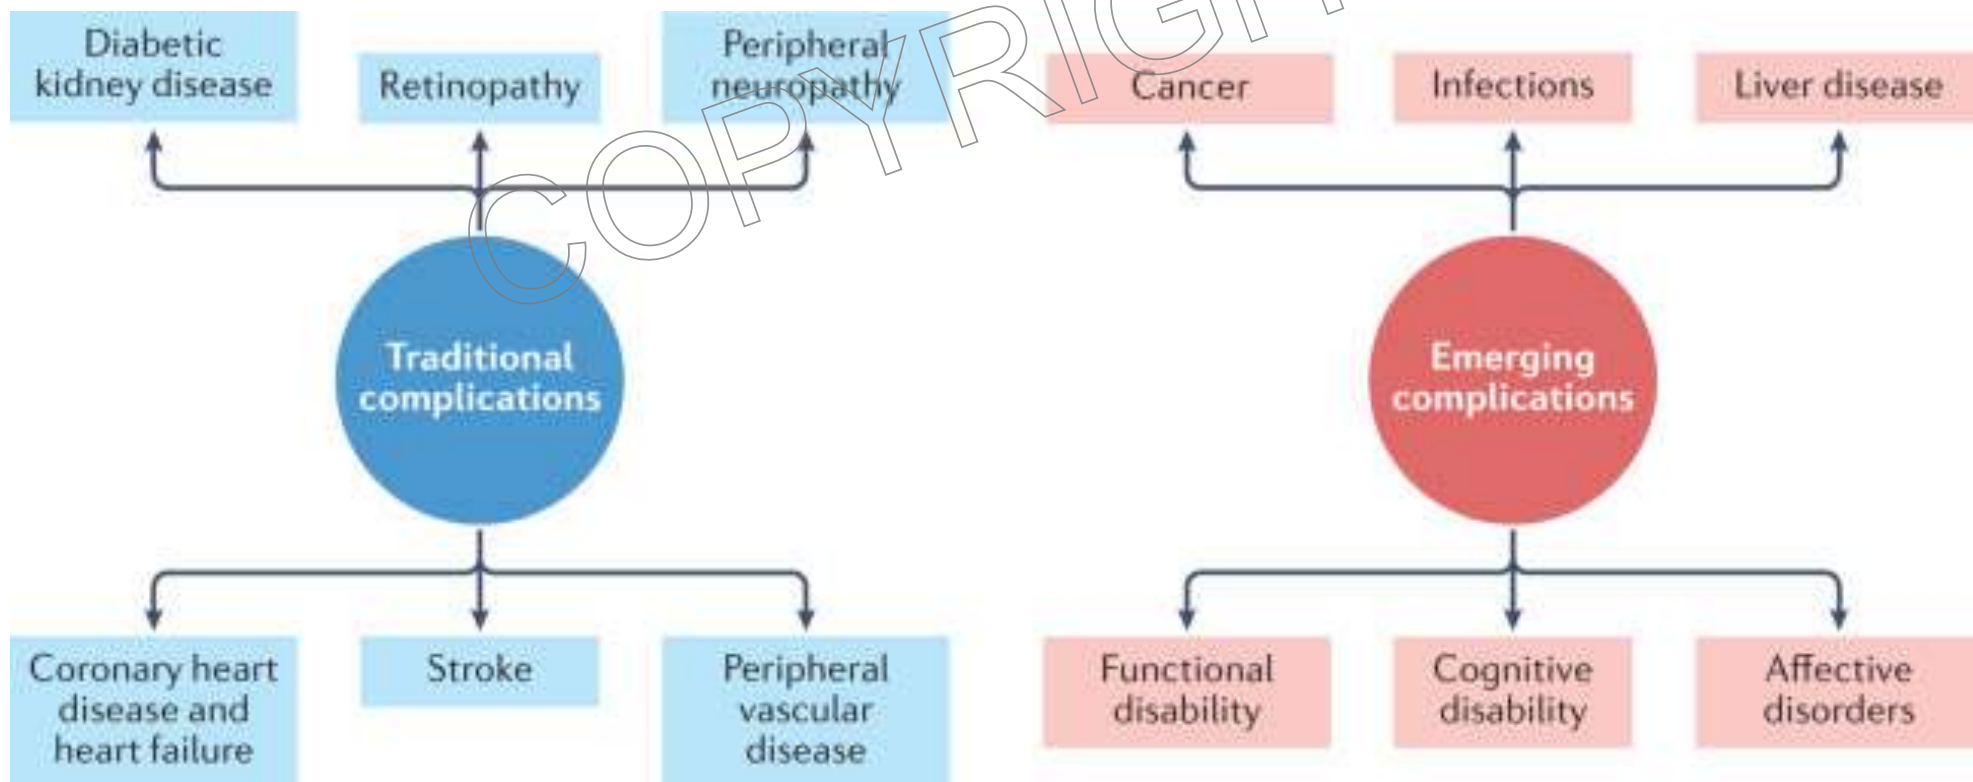 Diabetic
kidney disease
Retinopathy
Peripheral
neuropathy
Cancer
Infections
Liver disease
COPYRIGH
Traditional
complications
Emerging
complications
Coronary heart
disease and
heart failure
Stroke
Peripheral
vascular
disease
Functional
disability
Cognitive
disability
Affective
disorders